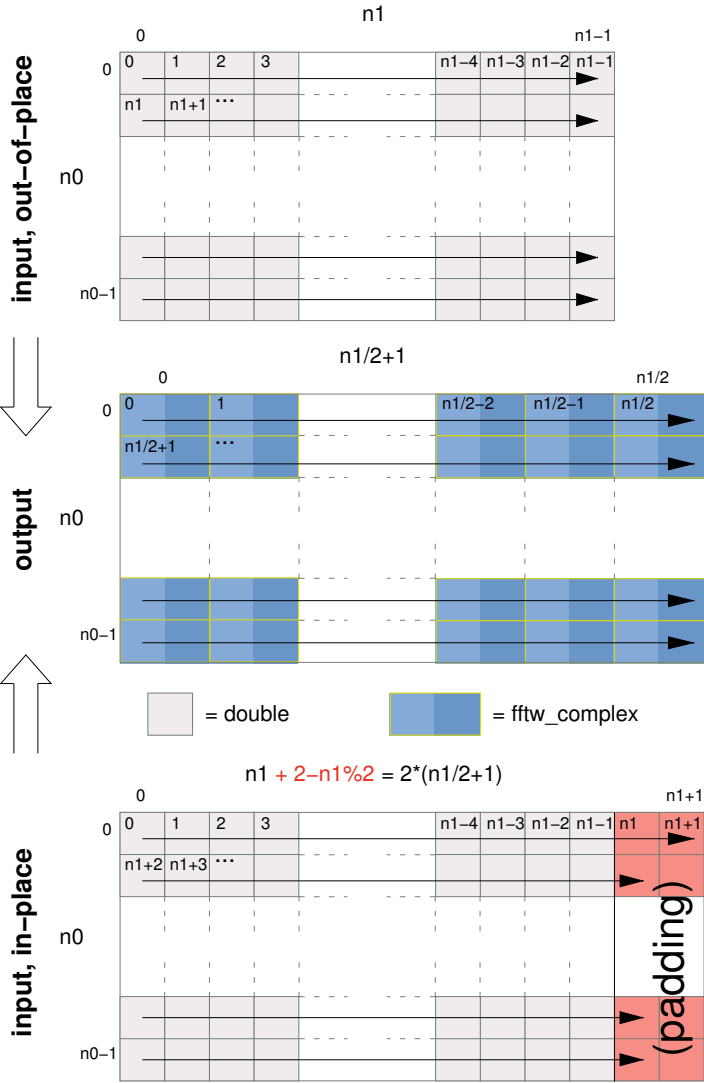 n1
0 n1−1
0 0 1 2 3 n1−4 n1−3 n1−2 n1−1
n1 n1+1 ...
input, out−of−place
n0
n0−1
n1/2+1
0 n1/2
0 0 1 n1/2−2 n1/2−1 n1/2
n1/2+1 ...
output
n0
n0−1
= double = fftw_complex
n1 + 2−n1%2 = 2*(n1/2+1)
0 n1+1
0 0 1 2 3 n1−4 n1−3 n1−2 n1−1 n1 n1+1
n1+2 n1+3 ...
input, in−place
n0
(padding)
n0−1